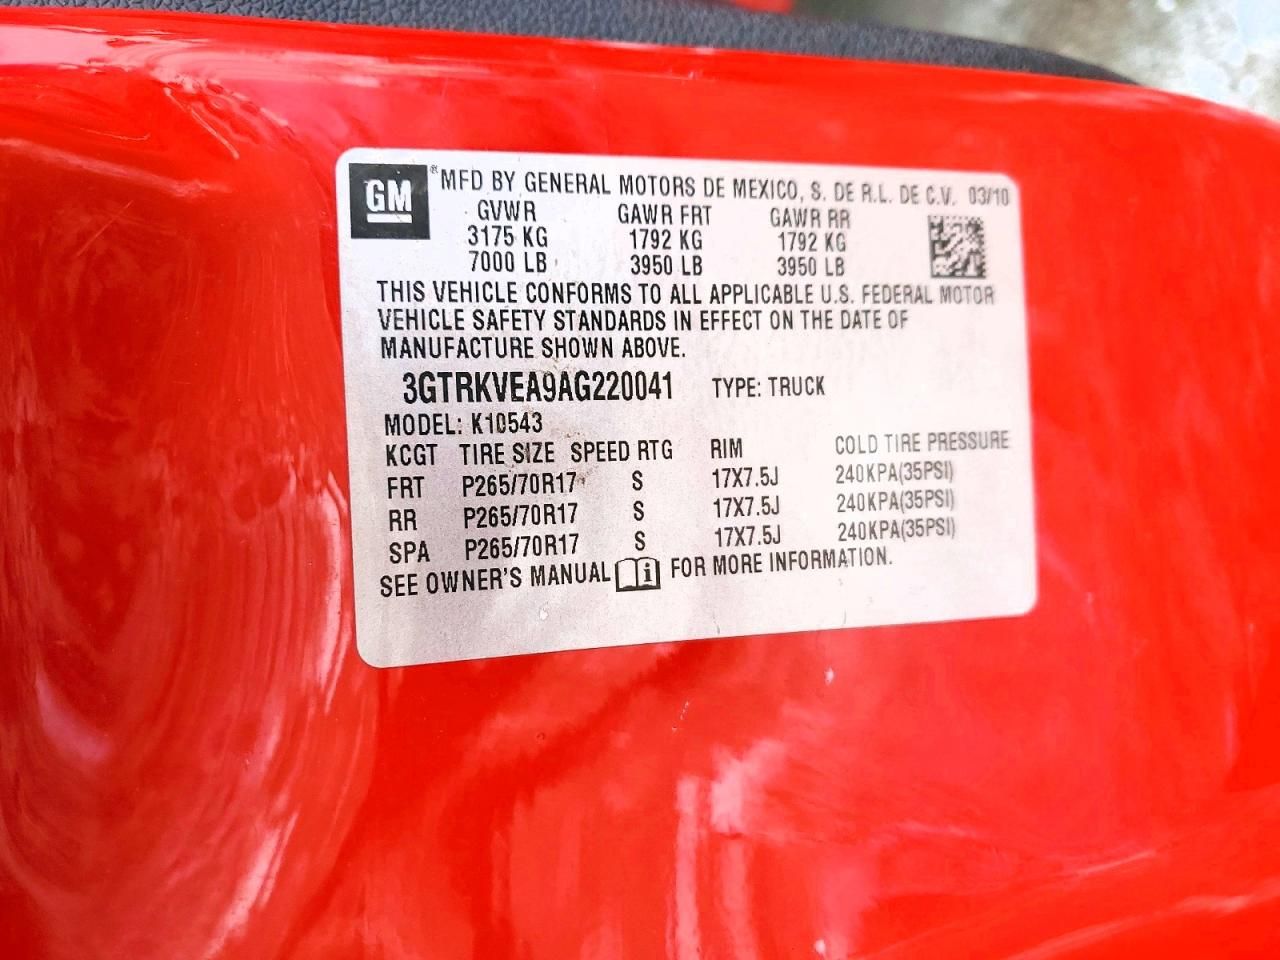 GM ® MFD BY GENERAL MOTORS DE MEXICO, S. DE R.L. DE C.V. 03/10
GVWR GAWR FRT GAWR RR
3175 KG 1792 KG 1792 KG
7000 LB 3950 LB 3950 LB
THIS VEHICLE CONFORMS TO ALL APPLICABLE U.S. FEDERAL MOTOR
VEHICLE SAFETY STANDARDS IN EFFECT ON THE DATE OF
MANUFACTURE SHOWN ABOVE.
3GTRKVEA9AG220041 TYPE: TRUCK
MODEL: K10543
KCGT TIRE SIZE SPEED RTG RIM COLD TIRE PRESSURE
FRT P265/70R17 S 17X7.5J 240KPA(35PSI)
RR P265/70R17 S 17X7.5J 240KPA(35PSI)
SPA P265/70R17 S 17X7.5J 240KPA(35PSI)
SEE OWNER'S MANUAL i FOR MORE INFORMATION.